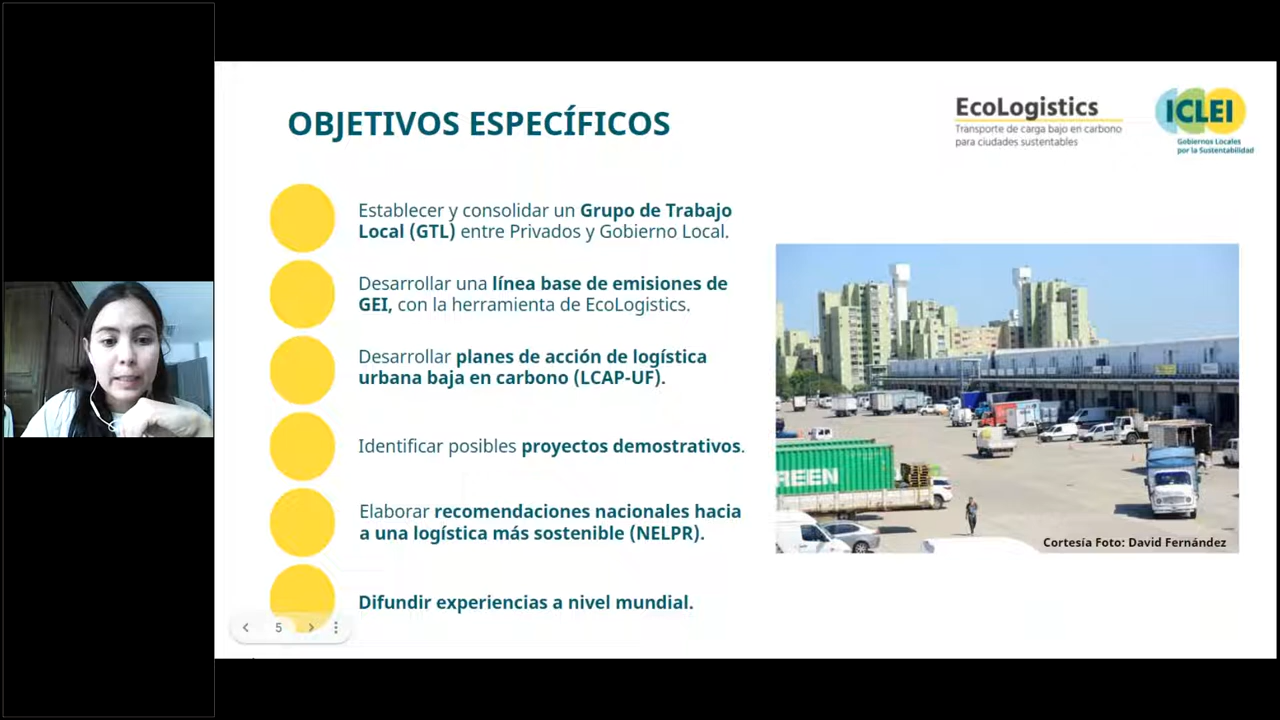 OBJETIVOS ESPECÍFICOS
EcoLogistics
Transporte de carga bajo en carbono
para ciudades sustentables
ICLEI
Gobiernos Locales
por la Sustentabilidad
Establecer y consolidar un Grupo de Trabajo
Local (GTL) entre Privados y Gobierno Local.
Desarrollar una línea base de emisiones de
GEI, con la herramienta de EcoLogistics.
Desarrollar planes de acción de logística
urbana baja en carbono (LCAP-UF).
Identificar posibles proyectos demostrativos.
Elaborar recomendaciones nacionales hacia
a una logística más sostenible (NELPR).
Difundir experiencias a nivel mundial.
REEN
Cortesía Foto: David Fernández
5